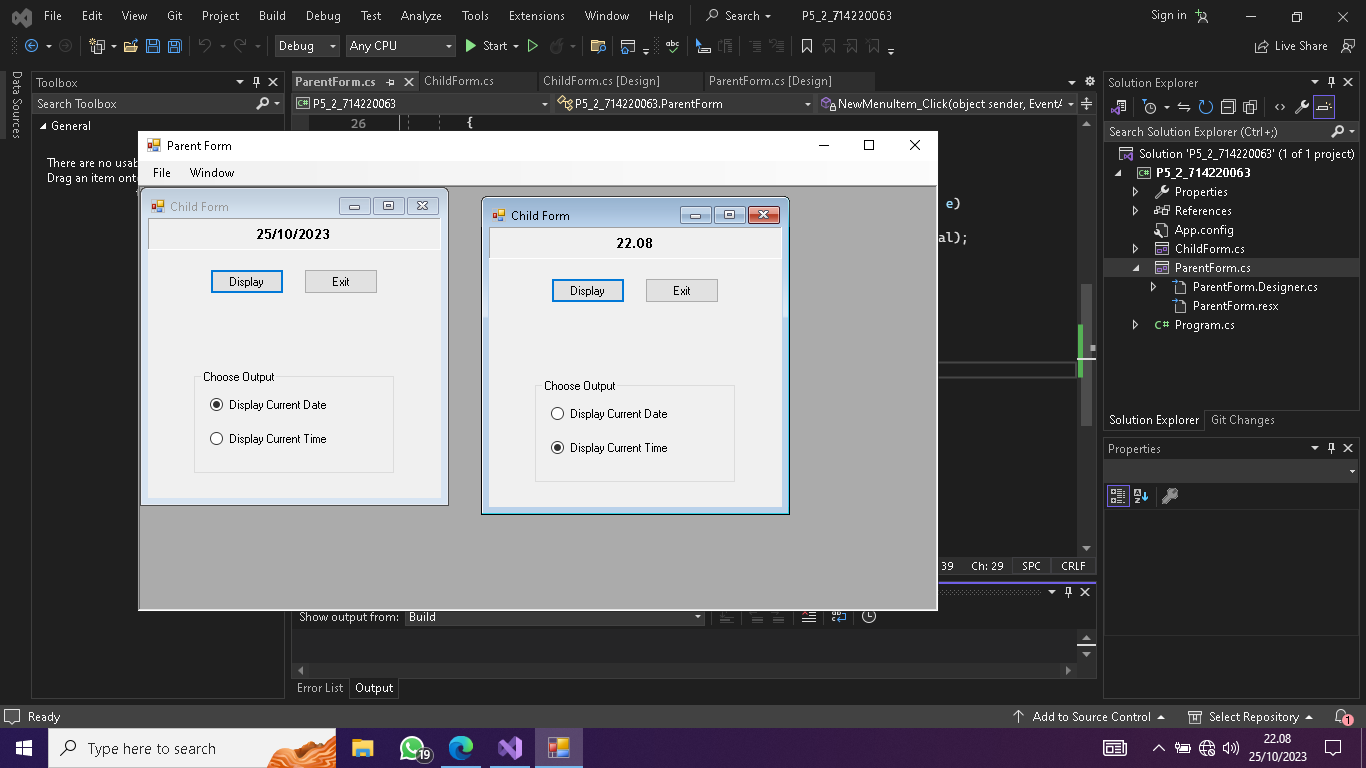 File Edit View Git Project Build Debug Test Analyze Tools Extensions Window Help Search P5_2_714220063 Sign in
Debug Any CPU Start Live Share
Data Sources
Toolbox
Search Toolbox
General
There are no usab
Drag an item ont
ParentForm.cs ChildForm.cs ChildForm.cs [Design] ParentForm.cs [Design]
P5_2_714220063 P5_2_714220063.ParentForm NewMenuItem_Click(object sender, EventA
26 {
e)
al);
Parent Form
File Window
Child Form
25/10/2023
Display Exit
Choose Output
Display Current Date
Display Current Time
Child Form
22.08
Display Exit
Choose Output
Display Current Date
Display Current Time
39 Ch: 29 SPC CRLF
Show output from: Build
Error List Output
Solution Explorer
Search Solution Explorer (Ctrl+;)
Solution 'P5_2_714220063' (1 of 1 project)
P5_2_714220063
Properties
References
App.config
ChildForm.cs
ParentForm.cs
ParentForm.Designer.cs
ParentForm.resx
C# Program.cs
Solution Explorer Git Changes
Properties
Ready Add to Source Control Select Repository 1
Type here to search 19 22.08
25/10/2023